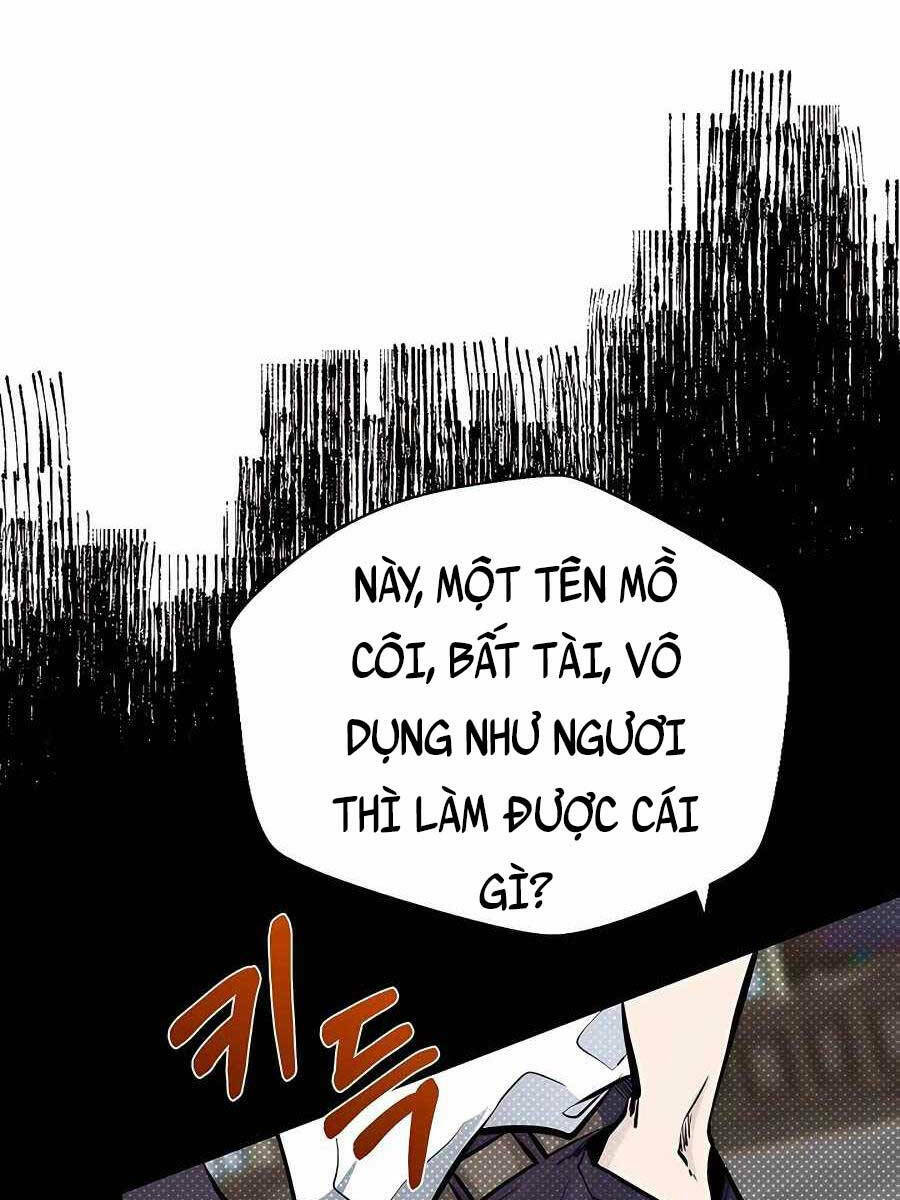 NÀY, MỘT TÊN MỒ
CÔI, BẤT TÀI, VÔ
DỤNG NHƯ NGƯƠI
THÌ LÀM ĐƯỢC CÁI
GÌ?
키득